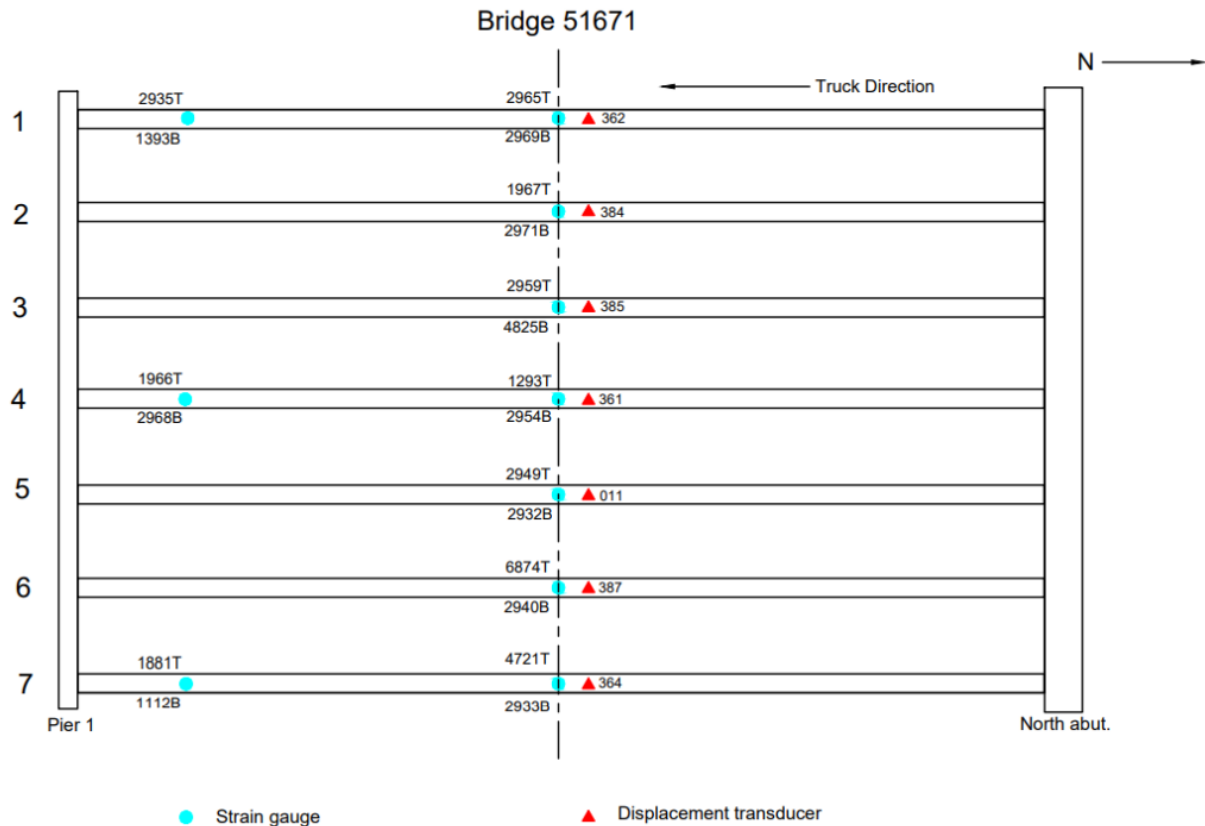 Bridge 51671
N
Truck Direction
2935T
2965T
1
362
1393B
2969B
1967T
2
384
2971B
2959T
3
385
4825B
1966T
1293T
4
361
2968B
2954B
2949T
5
011
2932B
6874T
6
387
2940B
1881T
4721T
7
364
1112B
2933B
Pier 1
North abut.
Strain gauge
Displacement transducer